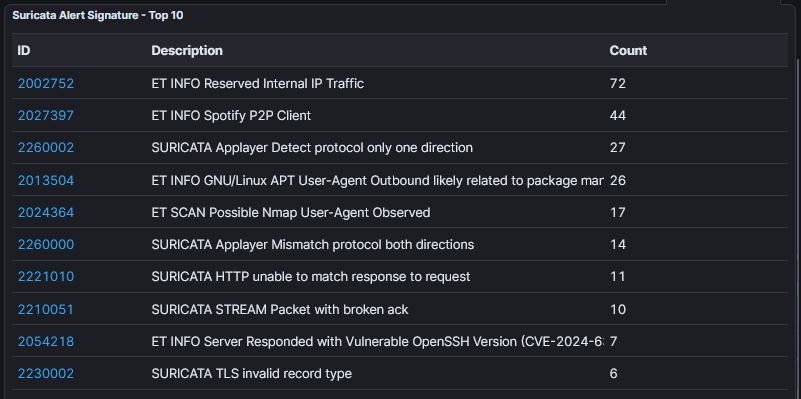 Suricata Alert Signature - Top 10
ID Description Count
2002752 ET INFO Reserved Internal IP Traffic 72
2027397 ET INFO Spotify P2P Client 44
2260002 SURICATA Applayer Detect protocol only one direction 27
2013504 ET INFO GNU/Linux APT User-Agent Outbound likely related to package mar 26
2024364 ET SCAN Possible Nmap User-Agent Observed 17
2260000 SURICATA Applayer Mismatch protocol both directions 14
2221010 SURICATA HTTP unable to match response to request 11
2210051 SURICATA STREAM Packet with broken ack 10
2054218 ET INFO Server Responded with Vulnerable OpenSSH Version (CVE-2024-6 7
2230002 SURICATA TLS invalid record type 6